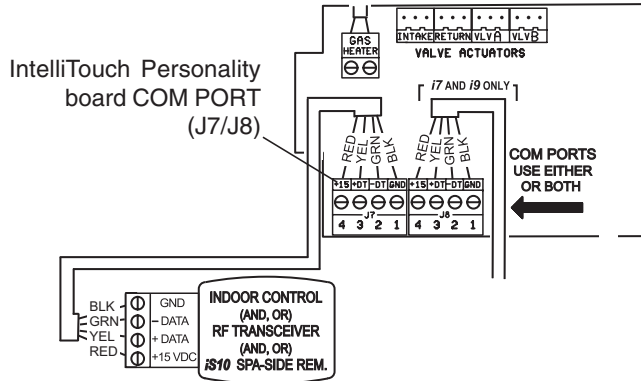 GAS
HEATER
INTAKE RETURN VLV A VLV B
VALVE ACTUATORS
IntelliTouch Personality
board COM PORT
(J7/J8)
i7 AND i9 ONLY
RED YEL GRN BLK
RED YEL GRN BLK
COM PORTS
USE EITHER
OR BOTH
+15 +DT -DT GND +15 +DT -DT GND
J7 J8
4 3 2 1 4 3 2 1
BLK GND
GRN - DATA
YEL + DATA
RED +15 VDC
INDOOR CONTROL
(AND, OR)
RF TRANSCEIVER
(AND, OR)
iS10 SPA-SIDE REM.